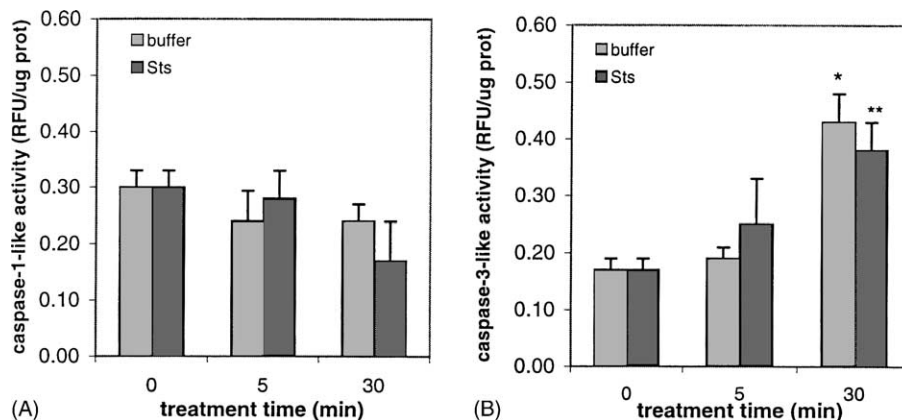 caspase-1-like activity (RFU/ug prot)
0.60
0.50
0.40
0.30
0.20
0.10
0.00
buffer
Sts
0
5
30
treatment time (min)
(A)
caspase-3-like activity (RFU/ug prot)
0.60
0.50
0.40
0.30
0.20
0.10
0.00
buffer
Sts
*
**
0
5
30
treatment time (min)
(B)